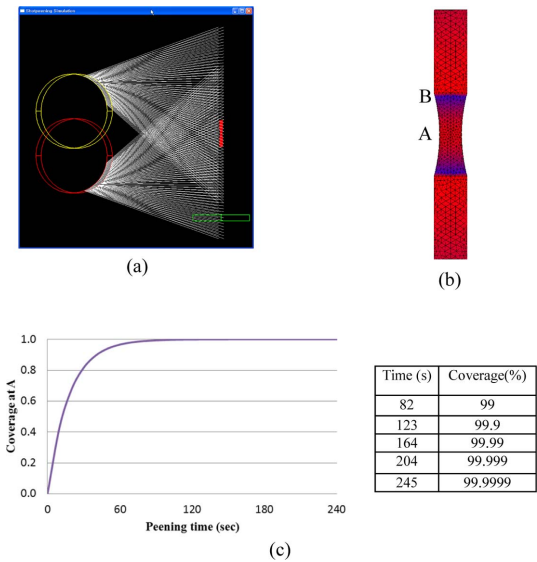 Shotpeening Simulation
(a)
B
A
(b)
Coverage at A
1.0
0.8
0.6
0.4
0.2
0.0
0 60 120 180 240
Peening time (sec)
Time (s) Coverage(%)
82 99
123 99.9
164 99.99
204 99.999
245 99.9999
(c)